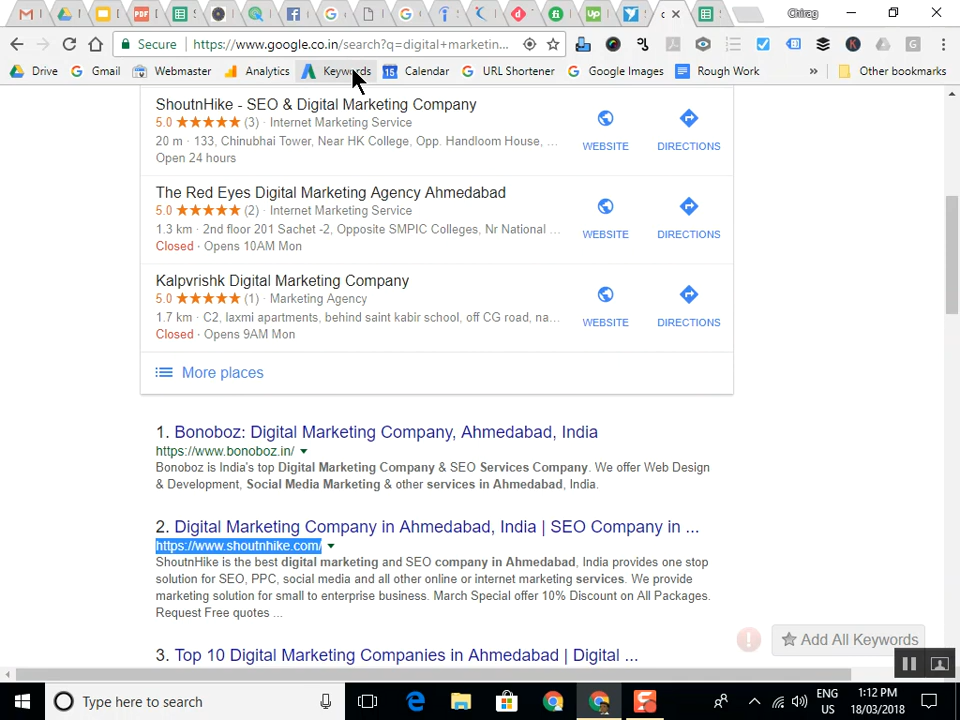 Chirag
Secure https://www.google.co.in/search?q=digital+marketin...
Drive Gmail Webmaster Analytics Keywords 15 Calendar URL Shortener Google Images Rough Work » Other bookmarks
ShoutnHike - SEO & Digital Marketing Company
5.0 ★★★★★ (3) · Internet Marketing Service
20 m · 133, Chinubhai Tower, Near HK College, Opp. Handloom House, ...
Open 24 hours
WEBSITE DIRECTIONS
The Red Eyes Digital Marketing Agency Ahmedabad
5.0 ★★★★★ (2) · Internet Marketing Service
1.3 km · 2nd floor 201 Sachet -2, Opposite SMPIC Colleges, Nr National ...
Closed · Opens 10AM Mon
WEBSITE DIRECTIONS
Kalpvrishk Digital Marketing Company
5.0 ★★★★★ (1) · Marketing Agency
1.7 km · C2, laxmi apartments, behind saint kabir school, off CG road, na...
Closed · Opens 9AM Mon
WEBSITE DIRECTIONS
More places
1. Bonoboz: Digital Marketing Company, Ahmedabad, India
https://www.bonoboz.in/
Bonoboz is India's top Digital Marketing Company & SEO Services Company. We offer Web Design
& Development, Social Media Marketing & other services in Ahmedabad, India.
2. Digital Marketing Company in Ahmedabad, India | SEO Company in ...
https://www.shoutnhike.com/
ShoutnHike is the best digital marketing and SEO company in Ahmedabad, India provides one stop
solution for SEO, PPC, social media and all other online or internet marketing services. We provide
marketing solution for small to enterprise business. March Special offer 10% Discount on All Packages.
Request Free quotes ...
Add All Keywords
3. Top 10 Digital Marketing Companies in Ahmedabad | Digital ...
Type here to search
ENG
US
1:12 PM
18/03/2018